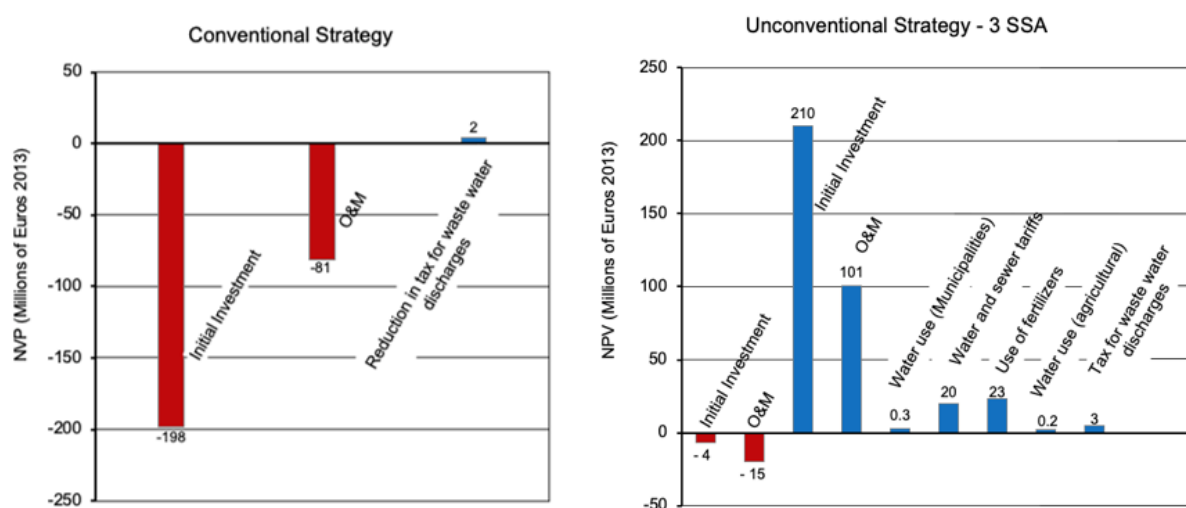 Conventional Strategy
NVP (Millions of Euros 2013)
50
0
-50
-100
-150
-200
-250
-198
Initial Investment
-81
O&M
2
Reduction in tax for waste water
discharges
Unconventional Strategy - 3 SSA
NPV (Millions of Euros 2013)
250
200
150
100
50
0
-50
Initial Investment
- 4
O&M
- 15
210
Initial Investment
101
O&M
0.3
Water use (Municipalities)
20
Water and sewer tariffs
23
Use of fertilizers
0.2
Water use (agricultural)
3
Tax for waste water
discharges